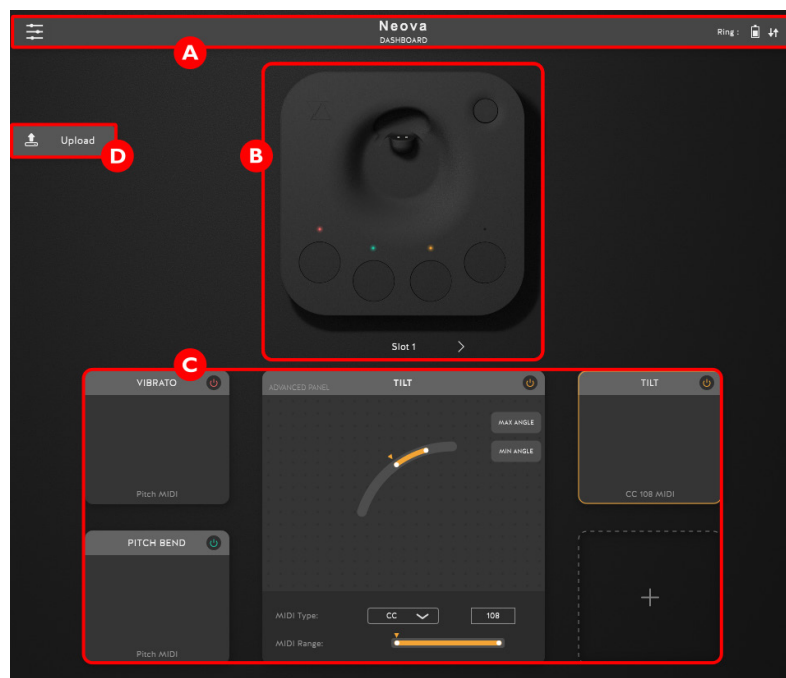 Neova
DASHBOARD
Ring :
A
Upload
D
B
Slot 1
C
VIBRATO
Pitch MIDI
ADVANCED PANEL
TILT
MAX ANGLE
MIN ANGLE
TILT
CC 108 MIDI
PITCH BEND
Pitch MIDI
MIDI Type:
CC
108
MIDI Range: